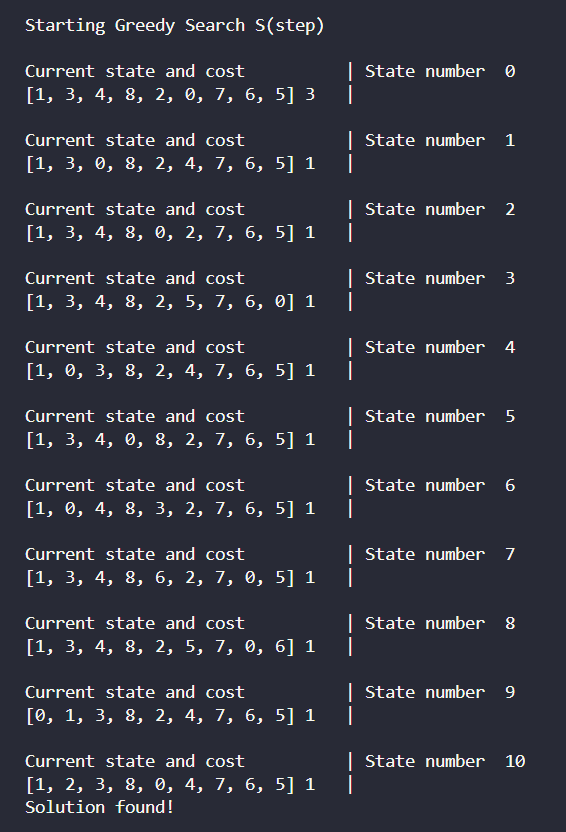 Starting Greedy Search S(step)
Current state and cost | State number 0
[1, 3, 4, 8, 2, 0, 7, 6, 5] 3 |
Current state and cost | State number 1
[1, 3, 0, 8, 2, 4, 7, 6, 5] 1 |
Current state and cost | State number 2
[1, 3, 4, 8, 0, 2, 7, 6, 5] 1 |
Current state and cost | State number 3
[1, 3, 4, 8, 2, 5, 7, 6, 0] 1 |
Current state and cost | State number 4
[1, 0, 3, 8, 2, 4, 7, 6, 5] 1 |
Current state and cost | State number 5
[1, 3, 4, 0, 8, 2, 7, 6, 5] 1 |
Current state and cost | State number 6
[1, 0, 4, 8, 3, 2, 7, 6, 5] 1 |
Current state and cost | State number 7
[1, 3, 4, 8, 6, 2, 7, 0, 5] 1 |
Current state and cost | State number 8
[1, 3, 4, 8, 2, 5, 7, 0, 6] 1 |
Current state and cost | State number 9
[0, 1, 3, 8, 2, 4, 7, 6, 5] 1 |
Current state and cost | State number 10
[1, 2, 3, 8, 0, 4, 7, 6, 5] 1 |
Solution found!